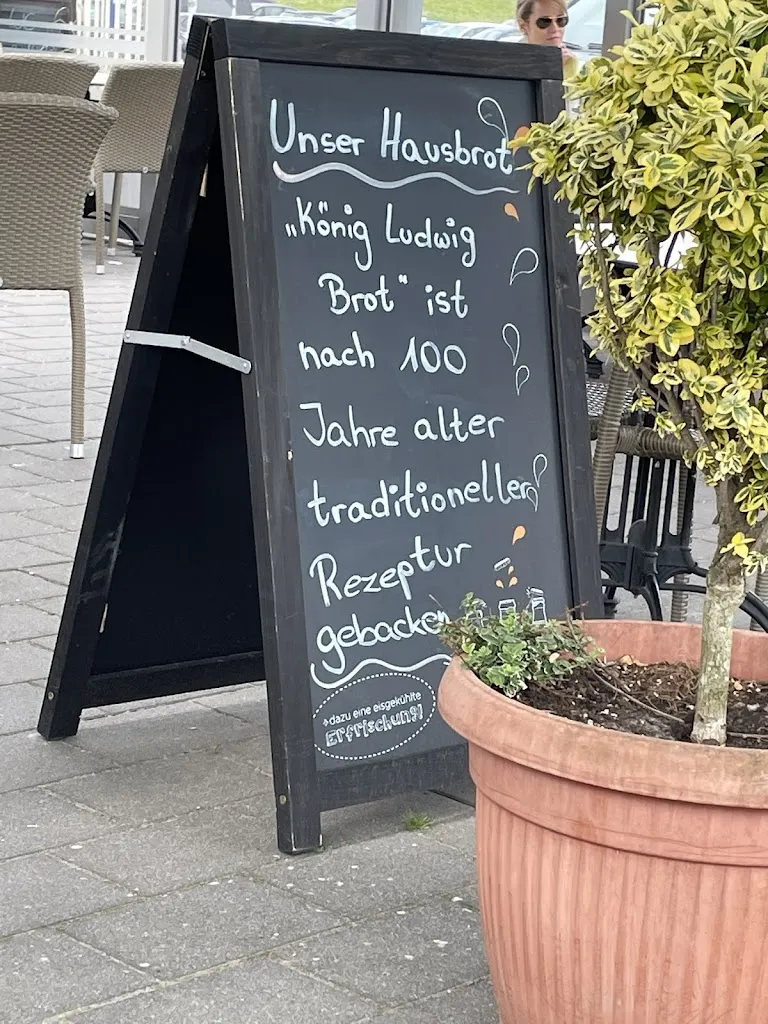 Unser Hausbrot
„König Ludwig
Brot" ist
nach 100
Jahre alter
traditioneller
Rezeptur
gebacken
dazu eine eisgekühlte
Erfrischung!